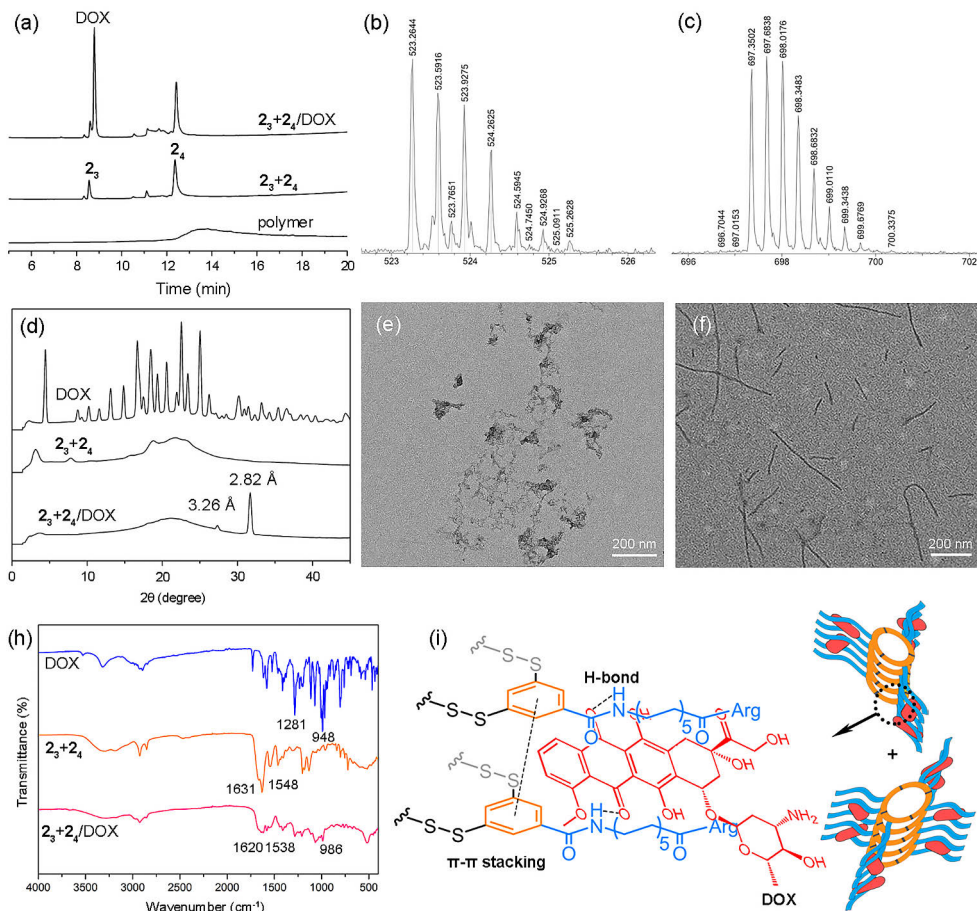 (a)
DOX
2₃+2₄/DOX
2₃
2₄
2₃+2₄
polymer
6 8 10 12 14 16 18 20
Time (min)
(b)
523.2644
523.5916
523.7651
523.9275
524.2625
524.5945
524.7450
524.9268
525.0911
525.2628
523 524 525 526
(c)
696.7044
697.0153
697.3502
697.6838
698.0176
698.3483
698.6832
699.0110
699.3438
699.6769
700.3375
696 698 700 702
(d)
DOX
2₃+2₄
2.82 Å
3.26 Å
2₃+2₄/DOX
0 10 20 30 40
2θ (degree)
(e)
200 nm
(f)
200 nm
(h)
DOX
1281
948
2₃+2₄
1631
1548
2₃+2₄/DOX
1620
1538
986
Transmittance (%)
4000 3500 3000 2500 2000 1500 1000 500
Wavenumber (cm⁻¹)
(i)
S S
H-bond
H
S S
N
5
Arg
O
O
O
OH
OH
S
S
H
O
OH
S S
N
5
Arg
O
O
O
O
NH₂
O
OH
π-π stacking
DOX
+